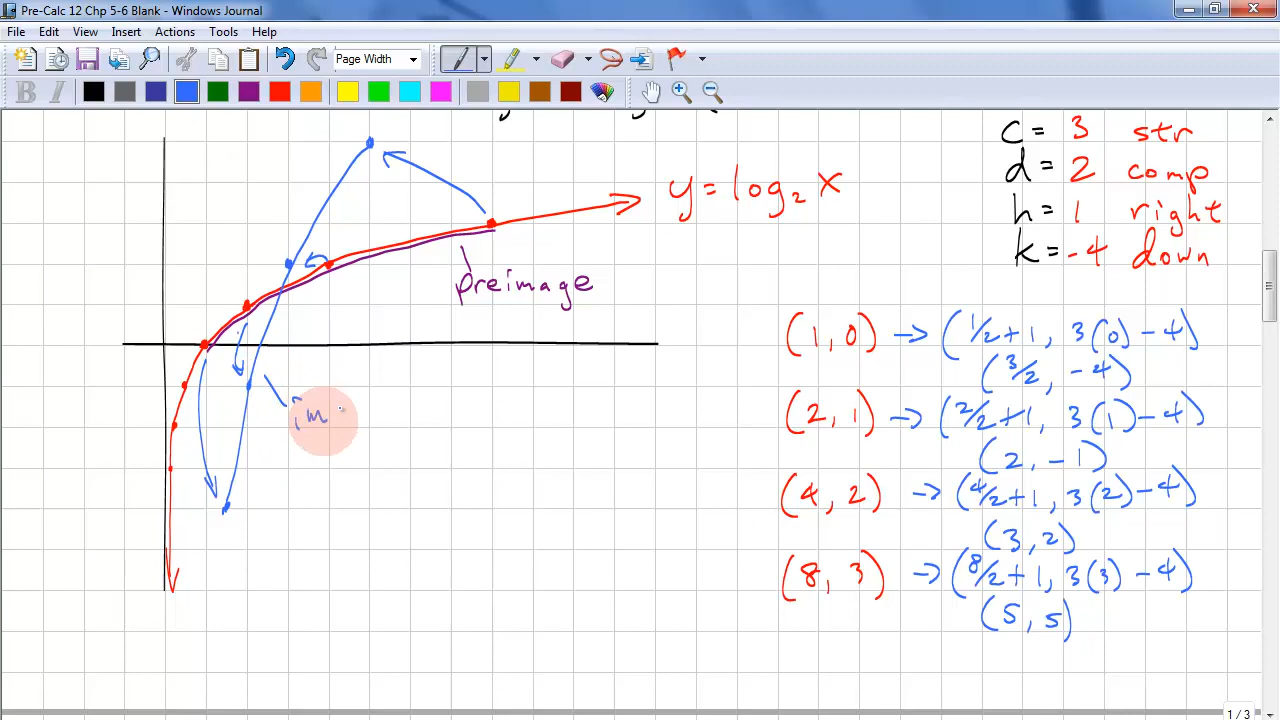 Pre-Calc 12 Chp 5-6 Blank - Windows Journal
File Edit View Insert Actions Tools Help
Page Width
B I
c = 3 str
d = 2 comp
h = 1 right
k = -4 down
y = log₂ x
preimage
im
(1, 0) → (1/2 + 1, 3(0) - 4)
(3/2, -4)
(2, 1) → (2/2 + 1, 3(1) - 4)
(2, -1)
(4, 2) → (4/2 + 1, 3(2) - 4)
(3, 2)
(8, 3) → (8/2 + 1, 3(3) - 4)
(5, 5)
1 / 3